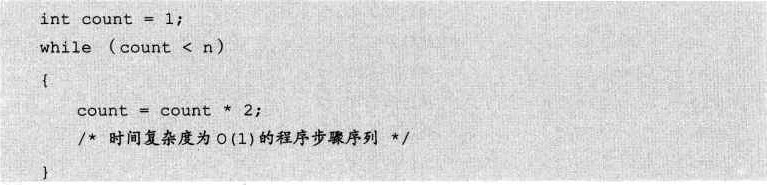 int count = 1;
while (count < n)
{
count = count * 2;
/* 时间复杂度为O(1)的程序步骤序列 */
}